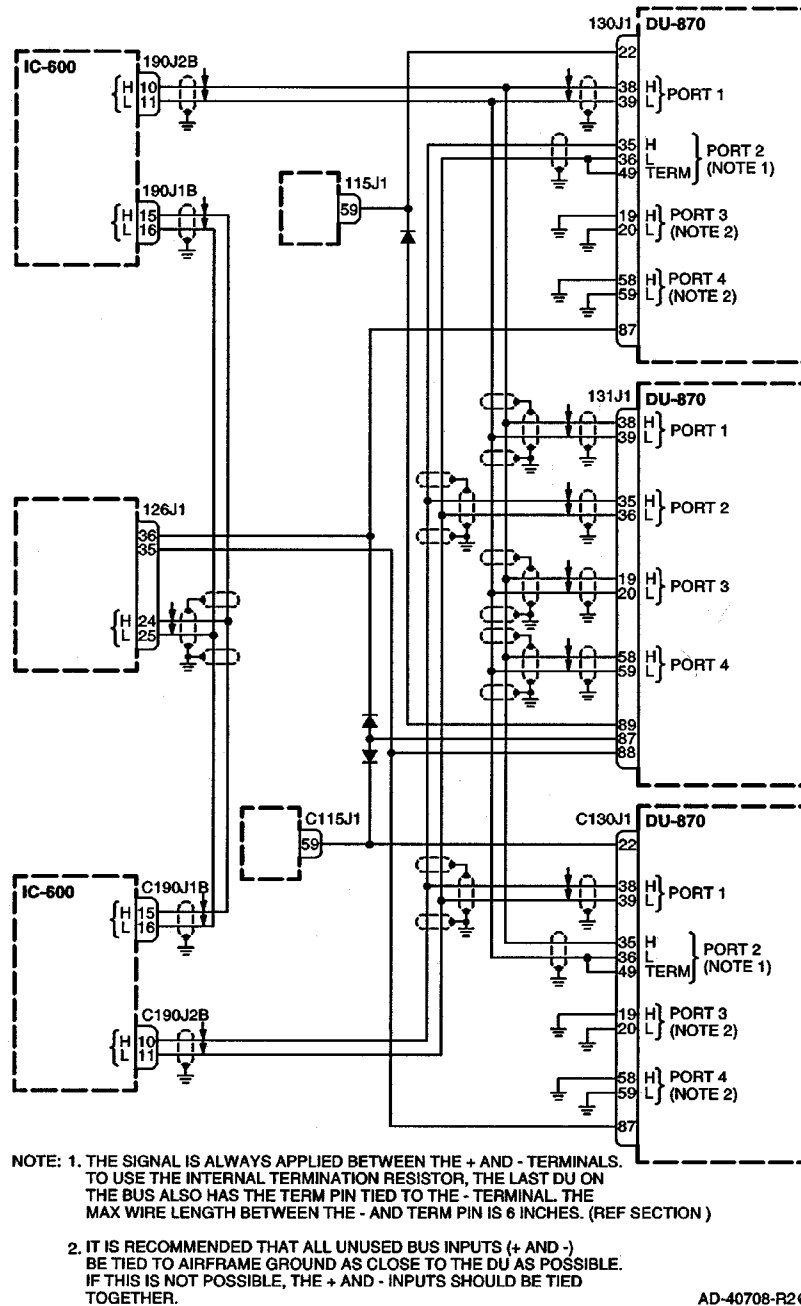 130J1 DU-870
22
190J2B
IC-600
H 10
L 11
38 H
39 L
PORT 1
35 H
36 L
49 TERM
PORT 2
(NOTE 1)
190J1B
H 15
L 16
115J1
59
19 H
20 L
PORT 3
(NOTE 2)
58 H
59 L
PORT 4
(NOTE 2)
87
131J1 DU-870
38 H
39 L
PORT 1
35 H
36 L
PORT 2
126J1
36
35
H 24
L 25
19 H
20 L
PORT 3
58 H
59 L
PORT 4
89
87
88
C115J1
59
C130J1 DU-870
22
IC-600
C190J1B
H 15
L 16
38 H
39 L
PORT 1
35 H
36 L
49 TERM
PORT 2
(NOTE 1)
C190J2B
H 10
L 11
19 H
20 L
PORT 3
(NOTE 2)
58 H
59 L
PORT 4
(NOTE 2)
87
NOTE: 1. THE SIGNAL IS ALWAYS APPLIED BETWEEN THE + AND - TERMINALS.
TO USE THE INTERNAL TERMINATION RESISTOR, THE LAST DU ON
THE BUS ALSO HAS THE TERM PIN TIED TO THE - TERMINAL. THE
MAX WIRE LENGTH BETWEEN THE - AND TERM PIN IS 6 INCHES. (REF SECTION )
2. IT IS RECOMMENDED THAT ALL UNUSED BUS INPUTS (+ AND -)
BE TIED TO AIRFRAME GROUND AS CLOSE TO THE DU AS POSSIBLE.
IF THIS IS NOT POSSIBLE, THE + AND - INPUTS SHOULD BE TIED
TOGETHER.